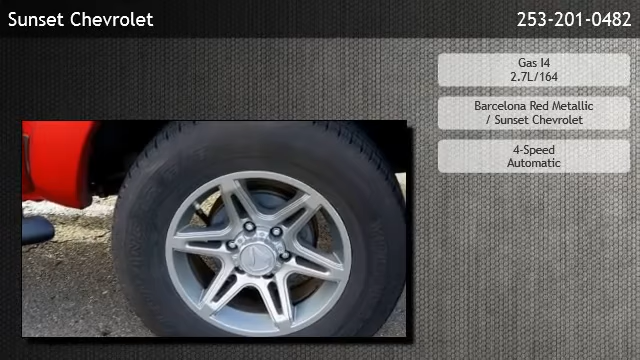 Sunset Chevrolet
253-201-0482
Gas I4
2.7L/164
Barcelona Red Metallic
/ Sunset Chevrolet
4-Speed
Automatic